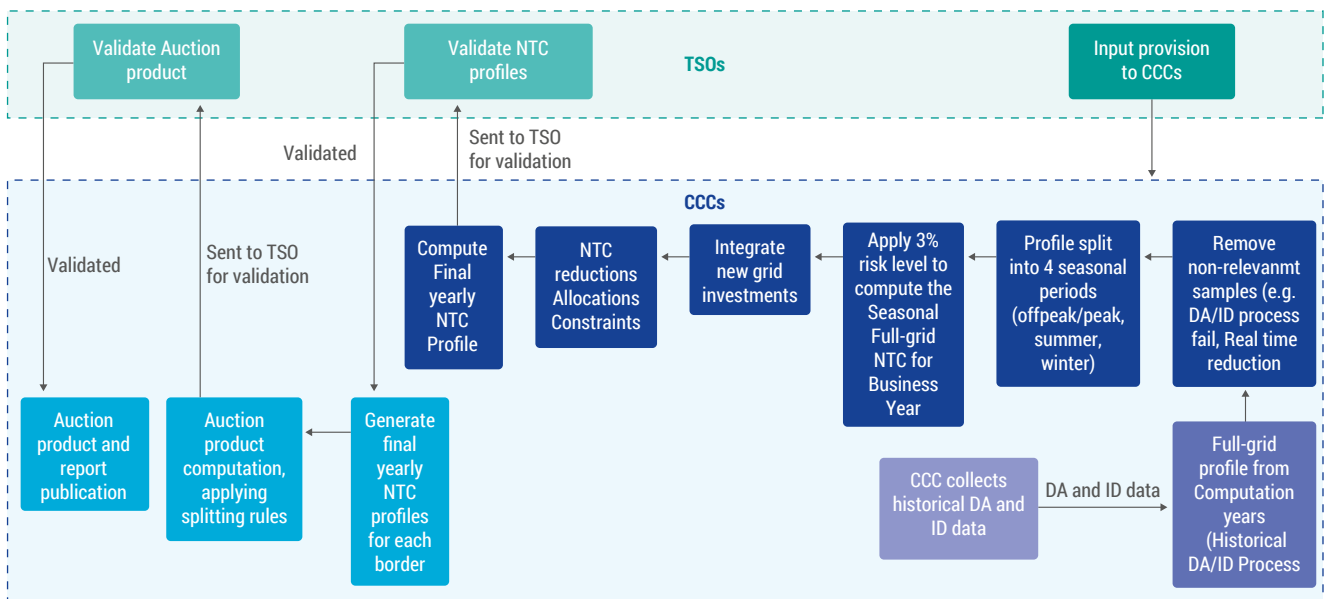 Validate Auction
product
Validate NTC
profiles
TSOs
Input provision
to CCCs
Validated
Sent to TSO
for validation
CCCs
Validated
Sent to TSO
for validation
Compute
Final
yearly
NTC
Profile
NTC
reductions
Allocations
Constraints
Integrate
new grid
investments
Apply 3%
risk level to
compute the
Seasonal
Full-grid
NTC for
Business
Year
Profile split
into 4 seasonal
periods
(offpeak/peak,
summer,
winter)
Remove
non-relevanmt
samples (e.g.
DA/ID process
fail, Real time
reduction
Auction
product and
report
publication
Auction
product
computation,
applying
splitting rules
Generate
final
yearly
NTC
profiles
for each
border
CCC collects
historical DA and
ID data
DA and ID data
Full-grid
profile from
Computation
years
(Historical
DA/ID Process